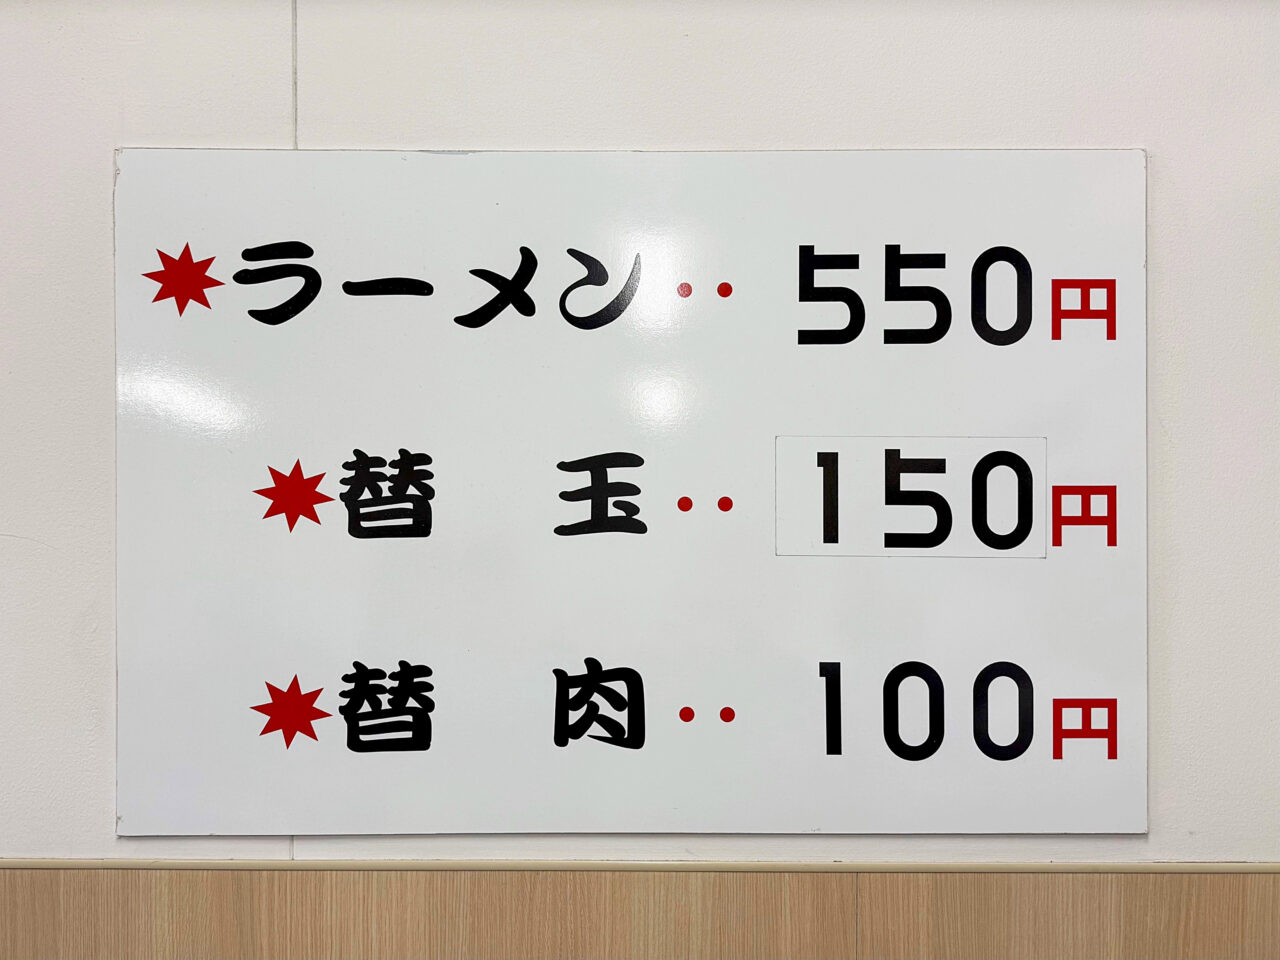 ラーメン‥ 550円
替 玉‥ 150円
替 肉‥ 100円